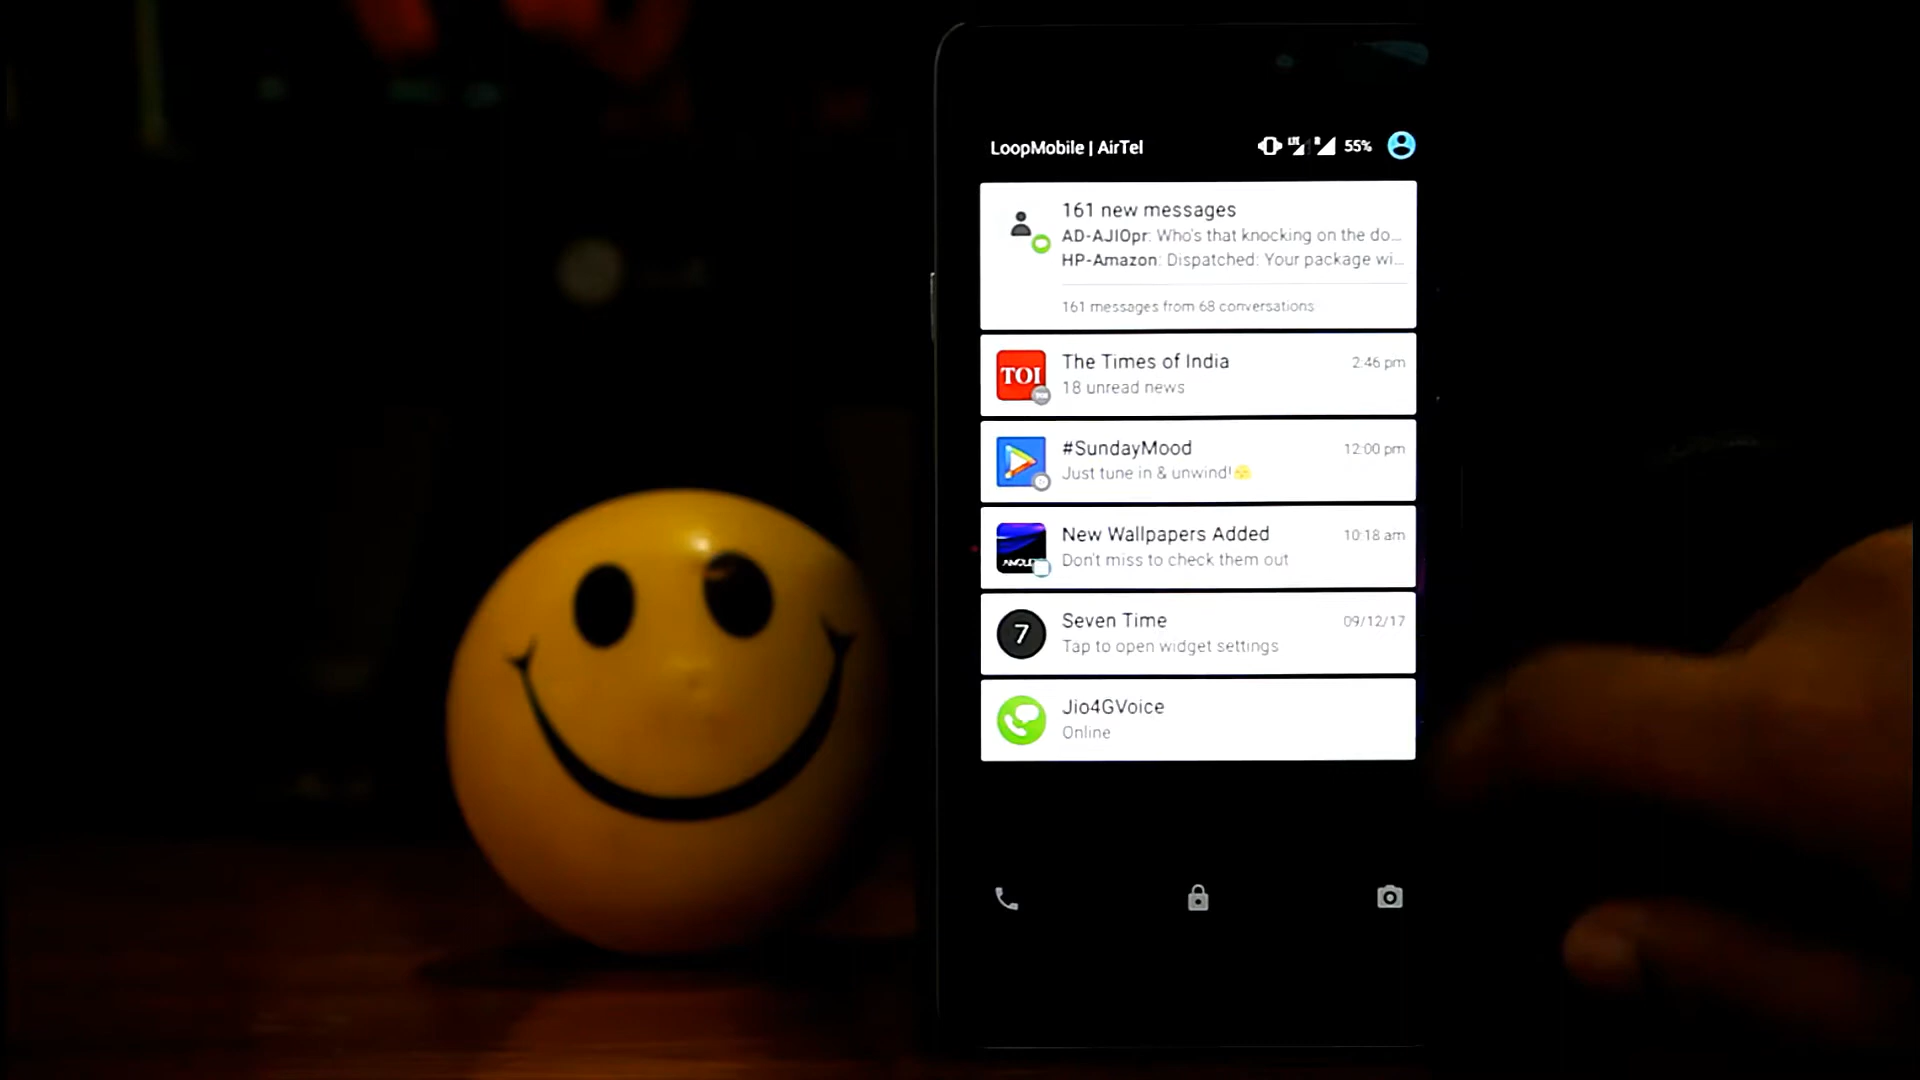 LoopMobile | AirTel
LTE R 55%
161 new messages
AD-AJIOpr: Who's that knocking on the do...
HP-Amazon: Dispatched: Your package wi...
161 messages from 68 conversations
TOI
The Times of India 2:46 pm
18 unread news
#SundayMood 12:00 pm
Just tune in & unwind!
New Wallpapers Added 10:18 am
Don't miss to check them out
7
Seven Time 09/12/17
Tap to open widget settings
Jio4GVoice
Online